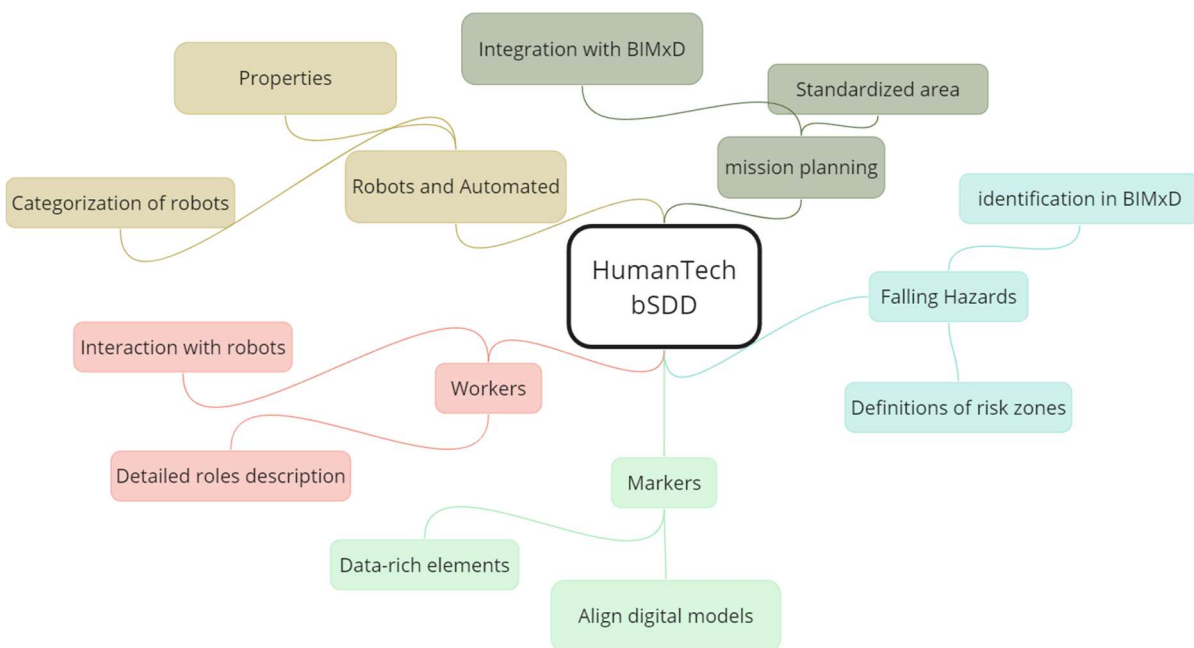 Integration with BIMxD
Properties
Standardized area
mission planning
Robots and Automated
Categorization of robots
identification in BIMxD
HumanTech
bSDD
Falling Hazards
Interaction with robots
Workers
Definitions of risk zones
Detailed roles description
Markers
Data-rich elements
Align digital models